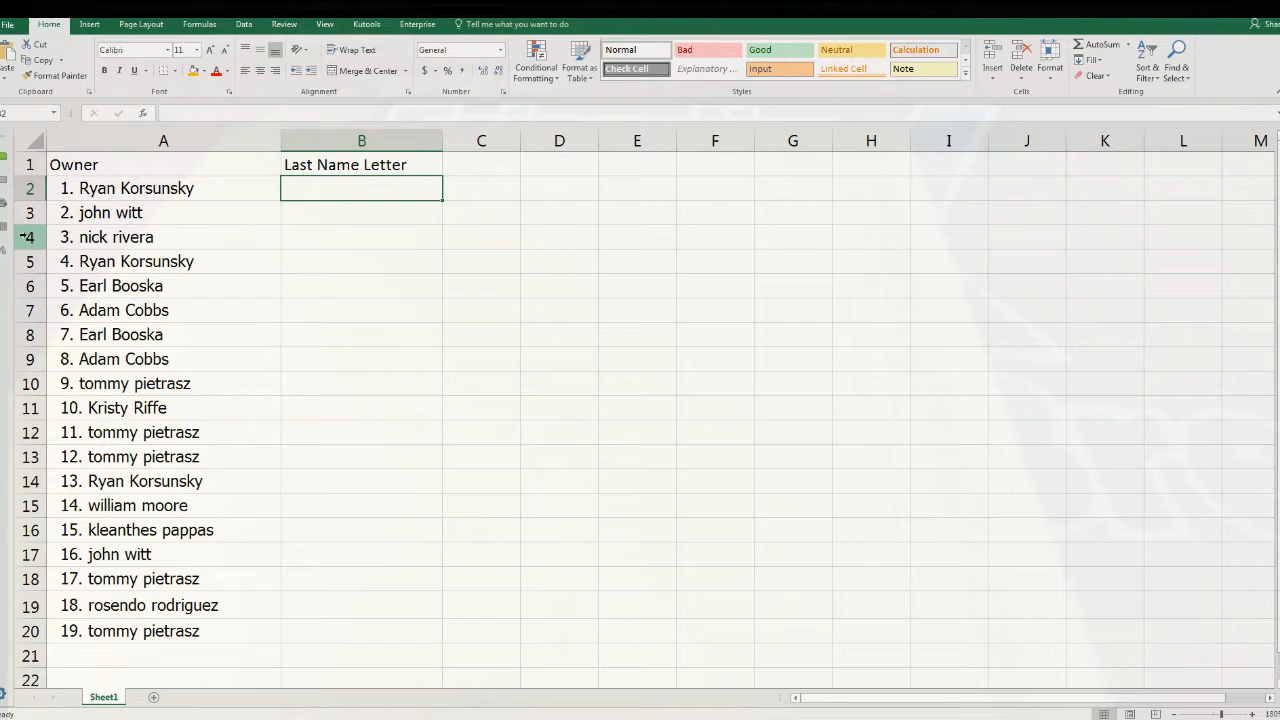 File Home Insert Page Layout Formulas Data Review View Kutools Enterprise Tell me what you want to do
Cut
Copy
Format Painter
Clipboard
Calibri 11
B I U
Font
Wrap Text
Merge & Center
Alignment
General
$ %
Number
Conditional Formatting
Format as Table
Normal Bad Good Neutral Calculation
Check Cell Explanatory ... Input Linked Cell Note
Styles
Insert Delete Format
Cells
AutoSum
Fill
Clear
Sort & Filter
Find & Select
Editing
A B C D E F G H I J K L M
1 Owner Last Name Letter
2 1. Ryan Korsunsky
3 2. john witt
4 3. nick rivera
5 4. Ryan Korsunsky
6 5. Earl Booska
7 6. Adam Cobbs
8 7. Earl Booska
9 8. Adam Cobbs
10 9. tommy pietrasz
11 10. Kristy Riffe
12 11. tommy pietrasz
13 12. tommy pietrasz
14 13. Ryan Korsunsky
15 14. william moore
16 15. kleanthes pappas
17 16. john witt
18 17. tommy pietrasz
19 18. rosendo rodriguez
20 19. tommy pietrasz
21
22
Sheet1